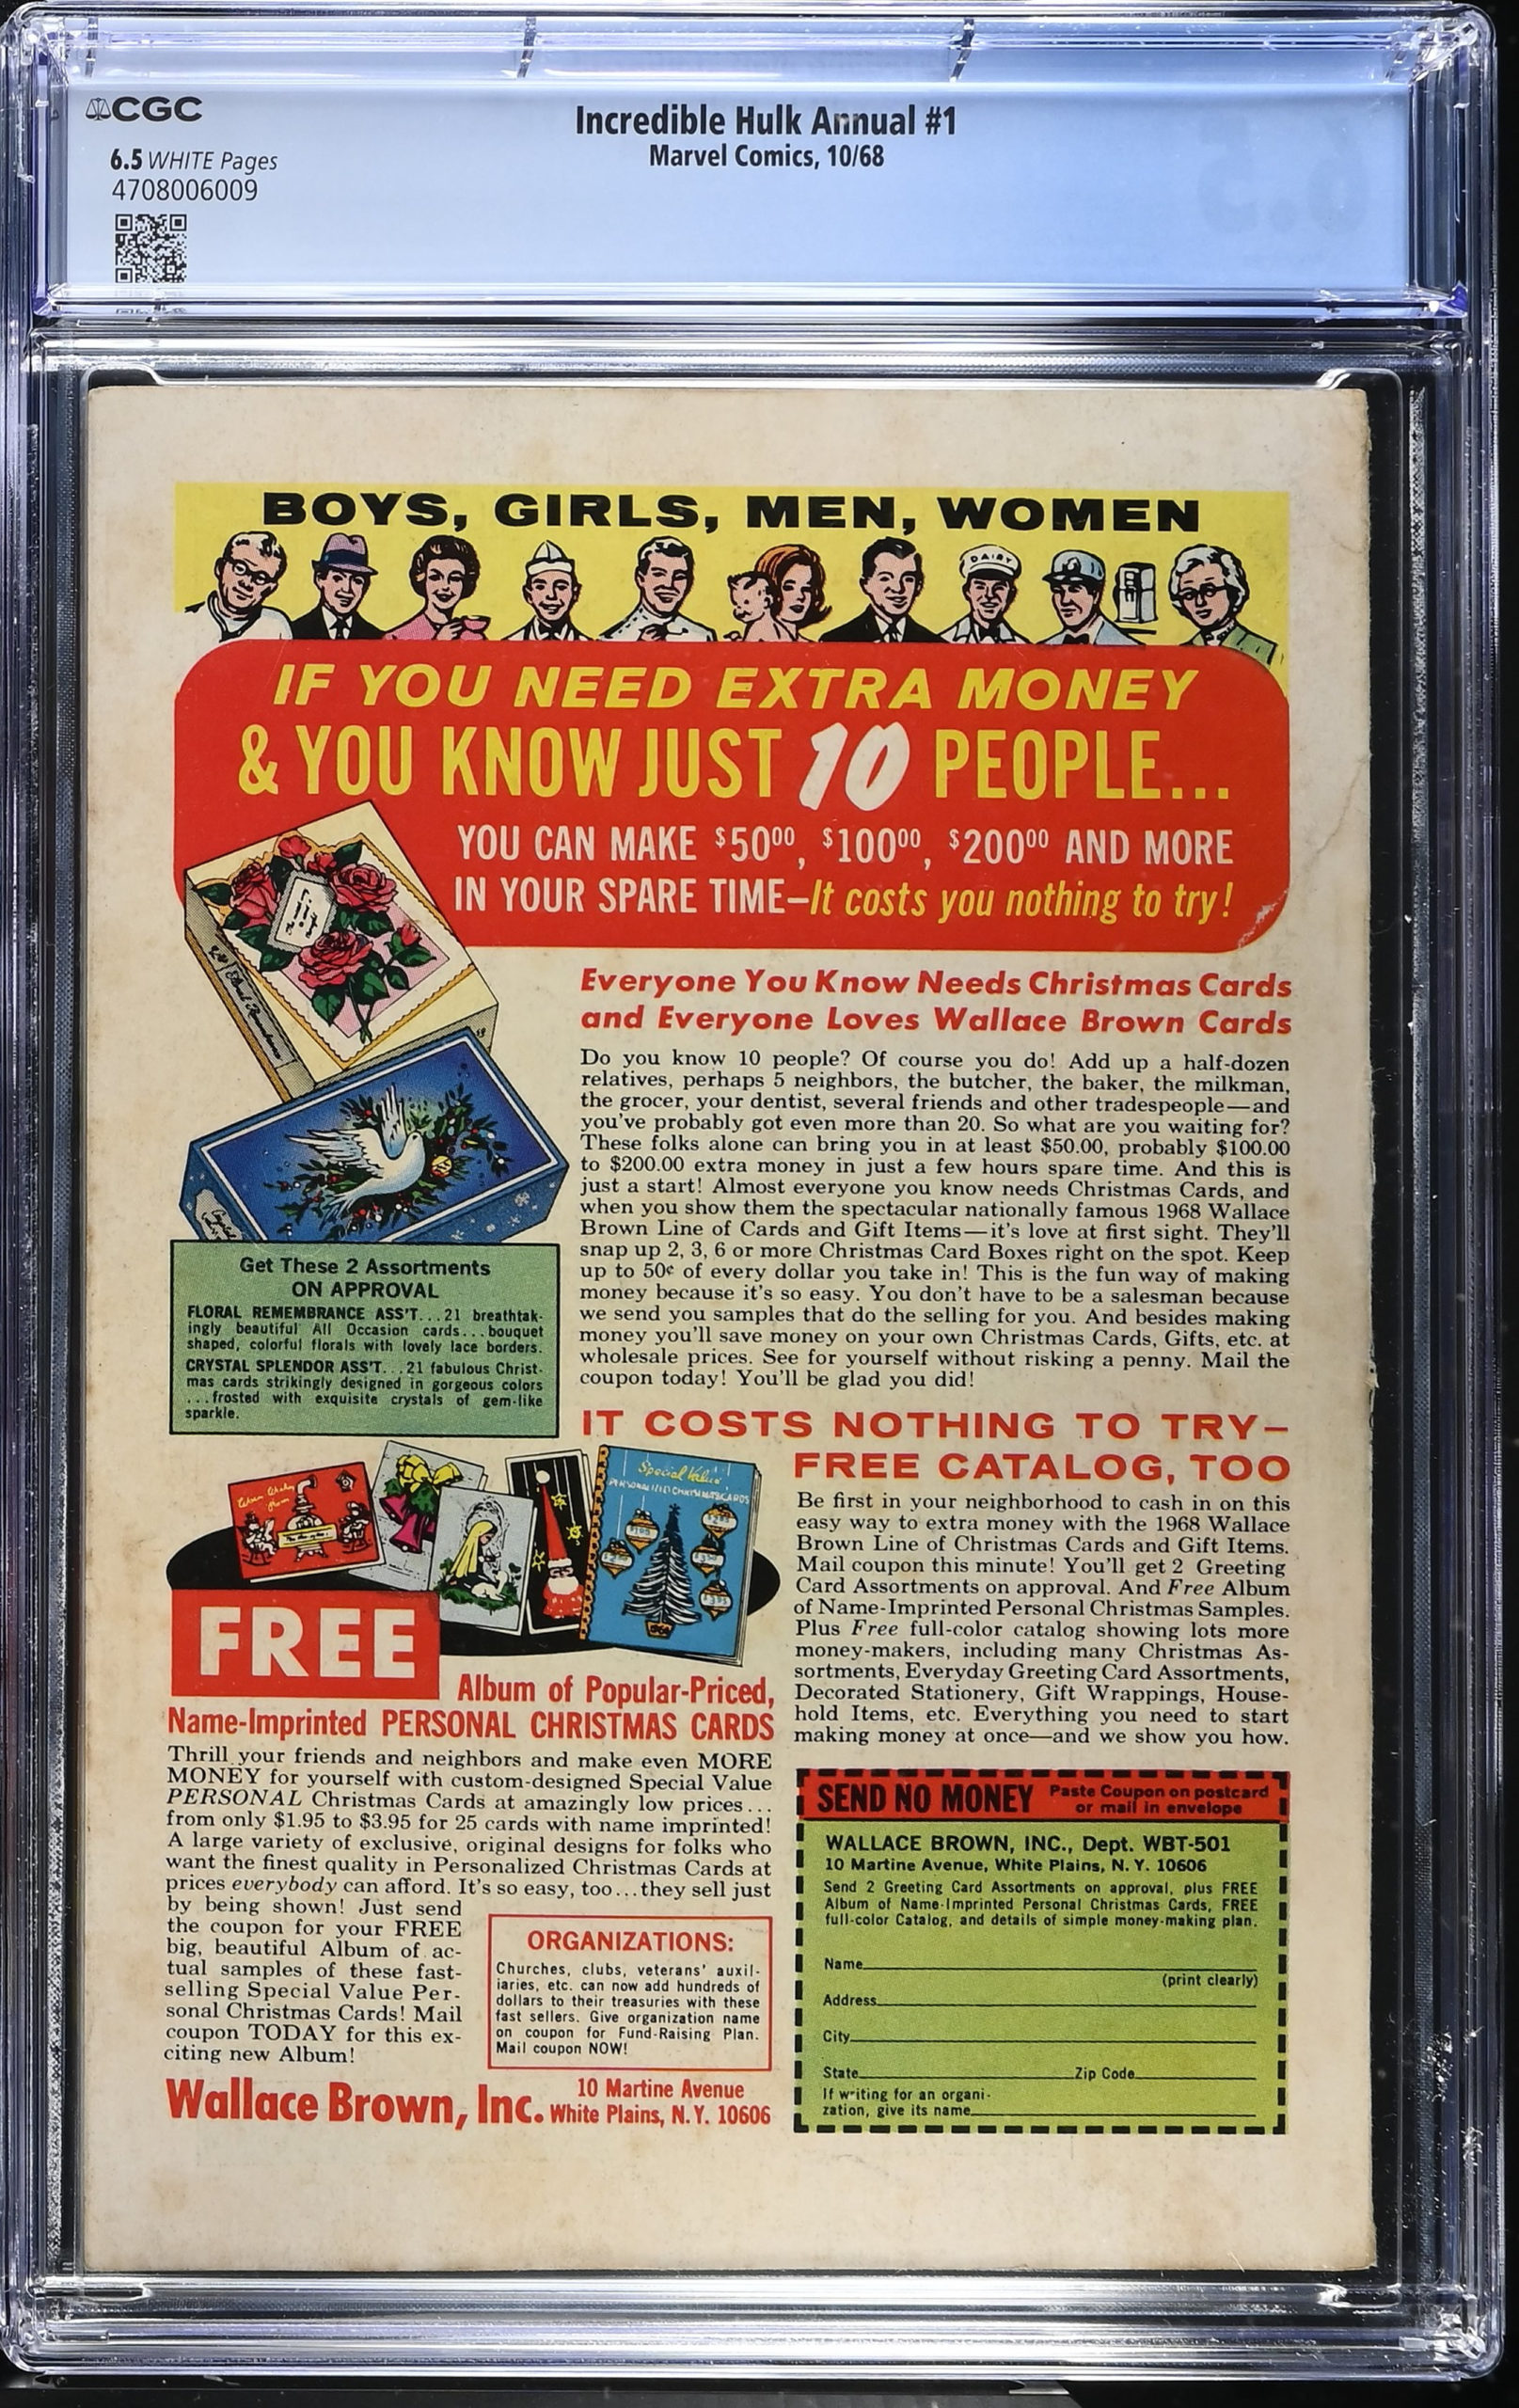 CGC
Incredible Hulk Annual #1
Marvel Comics, 10/68
6.5 WHITE Pages
4708006009
BOYS, GIRLS, MEN, WOMEN
DAIRY
IF YOU NEED EXTRA MONEY
& YOU KNOW JUST 10 PEOPLE...
YOU CAN MAKE $50⁰⁰, $100⁰⁰, $200⁰⁰ AND MORE
IN YOUR SPARE TIME—It costs you nothing to try!
Everyone You Know Needs Christmas Cards
and Everyone Loves Wallace Brown Cards
Do you know 10 people? Of course you do! Add up a half-dozen
relatives, perhaps 5 neighbors, the butcher, the baker, the milkman,
the grocer, your dentist, several friends and other tradespeople—and
you've probably got even more than 20. So what are you waiting for?
These folks alone can bring you in at least $50.00, probably $100.00
to $200.00 extra money in just a few hours spare time. And this is
just a start! Almost everyone you know needs Christmas Cards, and
when you show them the spectacular nationally famous 1968 Wallace
Brown Line of Cards and Gift Items—it's love at first sight. They'll
snap up 2, 3, 6 or more Christmas Card Boxes right on the spot. Keep
up to 50¢ of every dollar you take in! This is the fun way of making
money because it's so easy. You don't have to be a salesman because
we send you samples that do the selling for you. And besides making
money you'll save money on your own Christmas Cards, Gifts, etc. at
wholesale prices. See for yourself without risking a penny. Mail the
coupon today! You'll be glad you did!
Get These 2 Assortments
ON APPROVAL
FLORAL REMEMBRANCE ASS'T...21 breathtak-
ingly beautiful All Occasion cards...bouquet
shaped, colorful florals with lovely lace borders.
CRYSTAL SPLENDOR ASS'T...21 fabulous Christ-
mas cards strikingly designed in gorgeous colors
...frosted with exquisite crystals of gem-like
sparkle.
IT COSTS NOTHING TO TRY—
FREE CATALOG, TOO
Be first in your neighborhood to cash in on this
easy way to extra money with the 1968 Wallace
Brown Line of Christmas Cards and Gift Items.
Mail coupon this minute! You'll get 2 Greeting
Card Assortments on approval. And Free Album
of Name-Imprinted Personal Christmas Samples.
Plus Free full-color catalog showing lots more
money-makers, including many Christmas As-
sortments, Everyday Greeting Card Assortments,
Decorated Stationery, Gift Wrappings, House-
hold Items, etc. Everything you need to start
making money at once—and we show you how.
Special Value
PERSONALIZED CHRISTMAS CARDS
FREE
Album of Popular-Priced,
Name-Imprinted PERSONAL CHRISTMAS CARDS
Thrill your friends and neighbors and make even MORE
MONEY for yourself with custom-designed Special Value
PERSONAL Christmas Cards at amazingly low prices...
from only $1.95 to $3.95 for 25 cards with name imprinted!
A large variety of exclusive, original designs for folks who
want the finest quality in Personalized Christmas Cards at
prices everybody can afford. It's so easy, too...they sell just
by being shown! Just send
the coupon for your FREE
big, beautiful Album of ac-
tual samples of these fast-
selling Special Value Per-
sonal Christmas Cards! Mail
coupon TODAY for this ex-
citing new Album!
ORGANIZATIONS:
Churches, clubs, veterans' auxil-
iaries, etc. can now add hundreds of
dollars to their treasuries with these
fast sellers. Give organization name
on coupon for Fund-Raising Plan.
Mail coupon NOW!
Wallace Brown, Inc. 10 Martine Avenue
White Plains, N.Y. 10606
SEND NO MONEY Paste Coupon on postcard
or mail in envelope
WALLACE BROWN, INC., Dept. WBT-501
10 Martine Avenue, White Plains, N.Y. 10606
Send 2 Greeting Card Assortments on approval, plus FREE
Album of Name-Imprinted Personal Christmas Cards, FREE
full-color Catalog, and details of simple money-making plan.
Name
(print clearly)
Address
City
State Zip Code
If writing for an organi-
zation, give its name